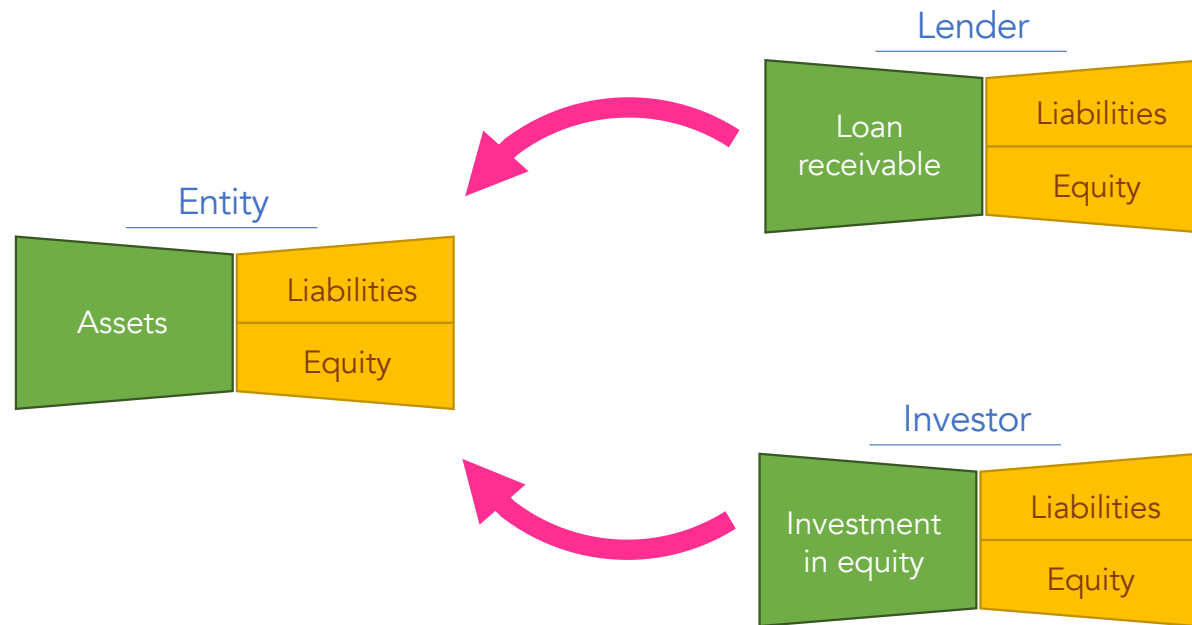 Lender
Loan
receivable
Liabilities
Equity
Entity
Assets
Liabilities
Equity
Investor
Investment
in equity
Liabilities
Equity